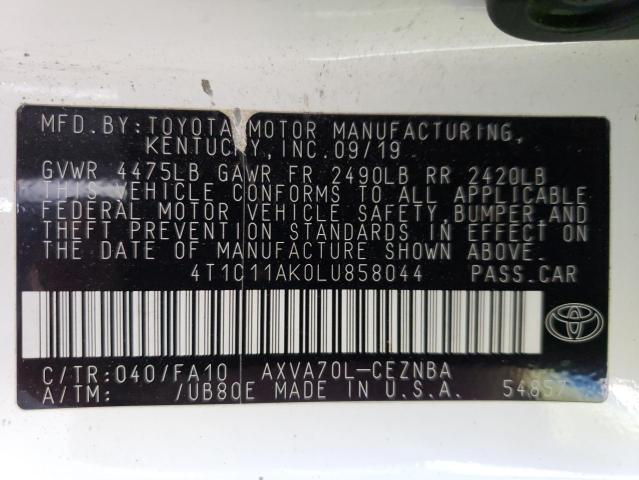 MFD.BY:TOYOTA MOTOR MANUFACTURING,
KENTUCKY,INC.09/19
GVWR 4475LB GAWR FR 2490LB RR 2420LB
THIS VEHICLE CONFORMS TO ALL APPLICABLE
FEDERAL MOTOR VEHICLE SAFETY,BUMPER,AND
THEFT PREVENTION STANDARDS IN EFFECT ON
THE DATE OF MANUFACTURE SHOWN ABOVE.
4T1C11AK0LU858044 PASS.CAR
C/TR:040/FA10 AXVA70L-CEZNBA
A/TM: /UB80E MADE IN U.S.A.